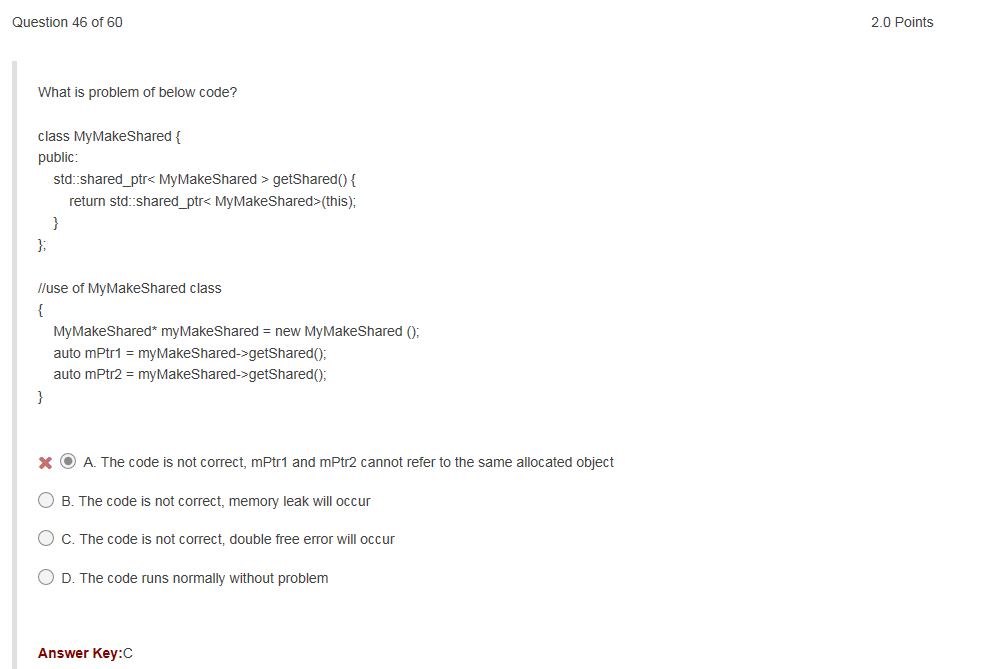 Question 46 of 60
2.0 Points
What is problem of below code?
class MyMakeShared {
public:
std::shared_ptr< MyMakeShared > getShared() {
return std::shared_ptr< MyMakeShared>(this);
}
};
//use of MyMakeShared class
{
MyMakeShared* myMakeShared = new MyMakeShared ();
auto mPtr1 = myMakeShared->getShared();
auto mPtr2 = myMakeShared->getShared();
}
A. The code is not correct, mPtr1 and mPtr2 cannot refer to the same allocated object
B. The code is not correct, memory leak will occur
C. The code is not correct, double free error will occur
D. The code runs normally without problem
Answer Key:C